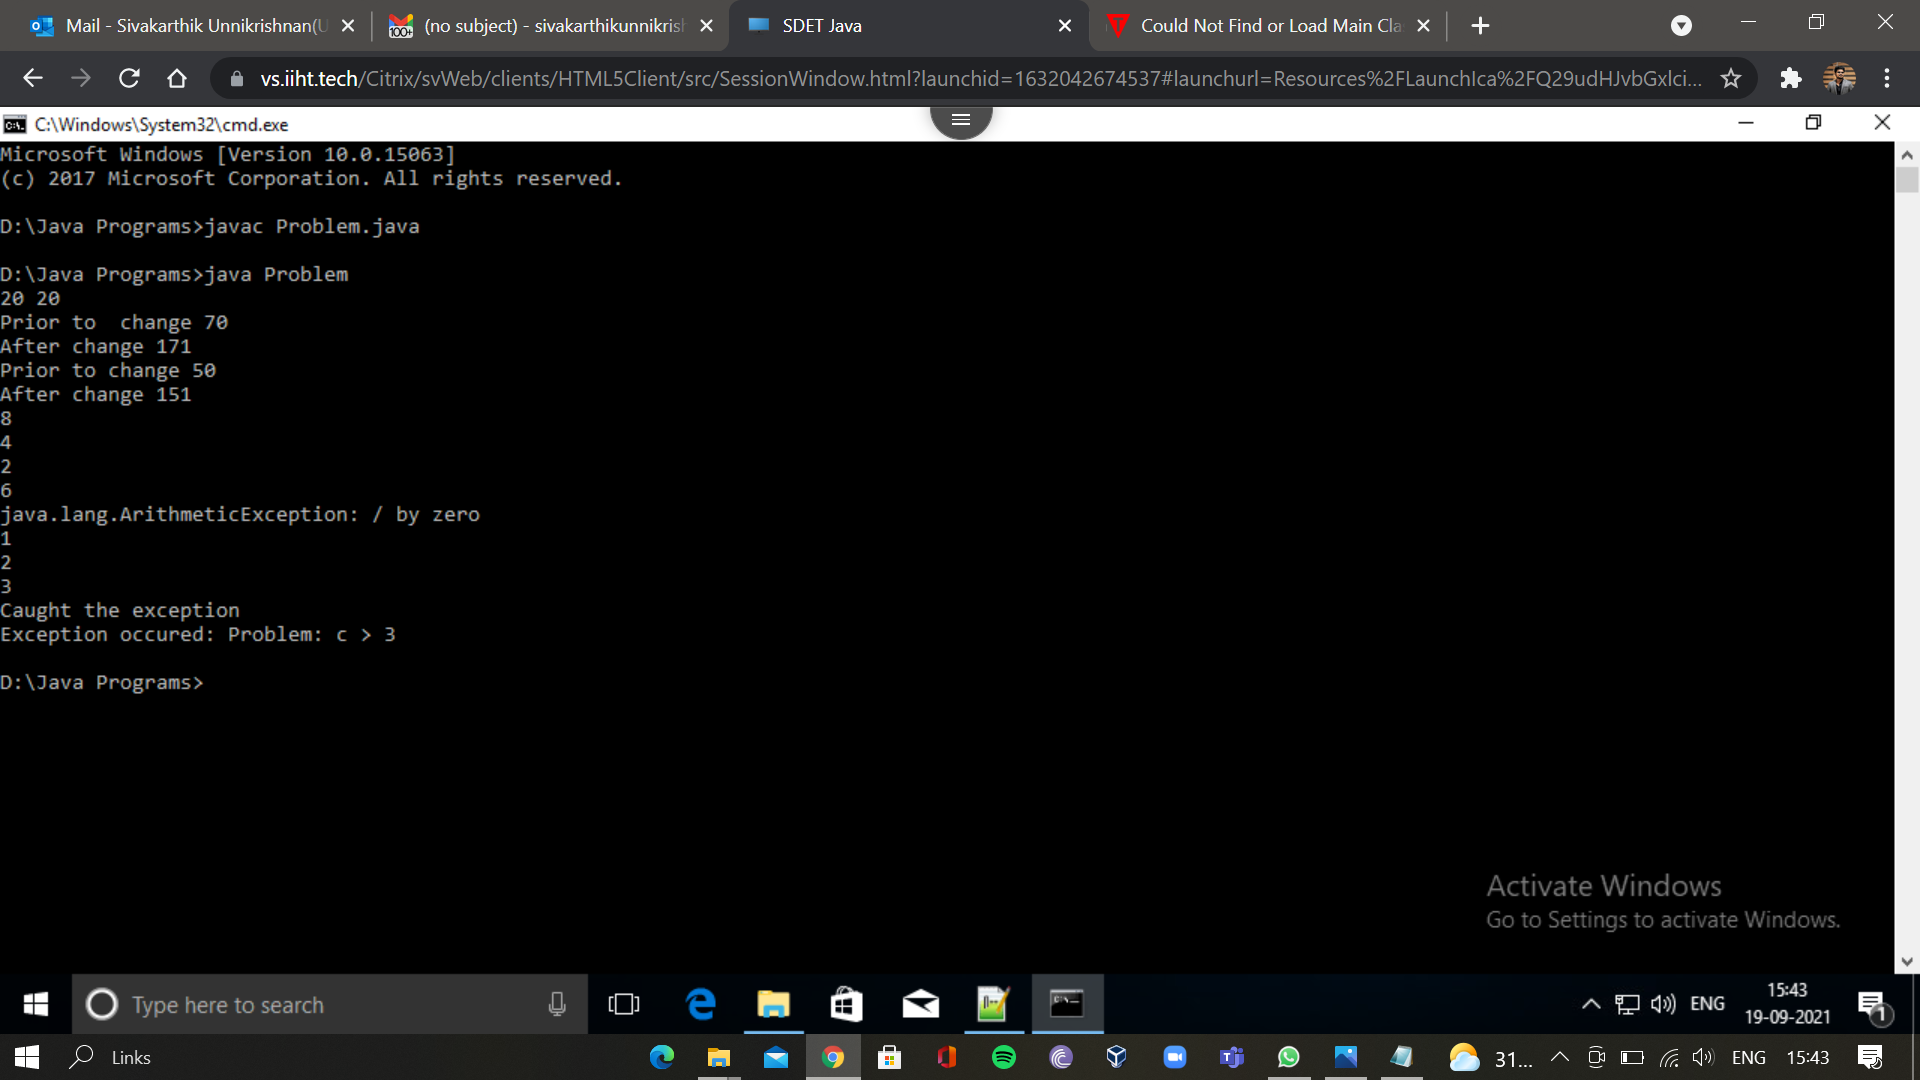 Mail - Sivakarthik Unnikrishnan(U
(no subject) - sivakarthikunnikrish
SDET Java
Could Not Find or Load Main Cla
vs.iiht.tech/Citrix/svWeb/clients/HTML5Client/src/SessionWindow.html?launchid=1632042674537#launchurl=Resources%2FLaunchIca%2FQ29udHJvbGxlci...
C:\Windows\System32\cmd.exe
Microsoft Windows [Version 10.0.15063]
(c) 2017 Microsoft Corporation. All rights reserved.
D:\Java Programs>javac Problem.java
D:\Java Programs>java Problem
20 20
Prior to  change 70
After change 171
Prior to change 50
After change 151
8
4
2
6
java.lang.ArithmeticException: / by zero
1
2
3
Caught the exception
Exception occured: Problem: c > 3
D:\Java Programs>
Activate Windows
Go to Settings to activate Windows.
Type here to search
ENG
15:43
19-09-2021
1
Links
31...
ENG
15:43